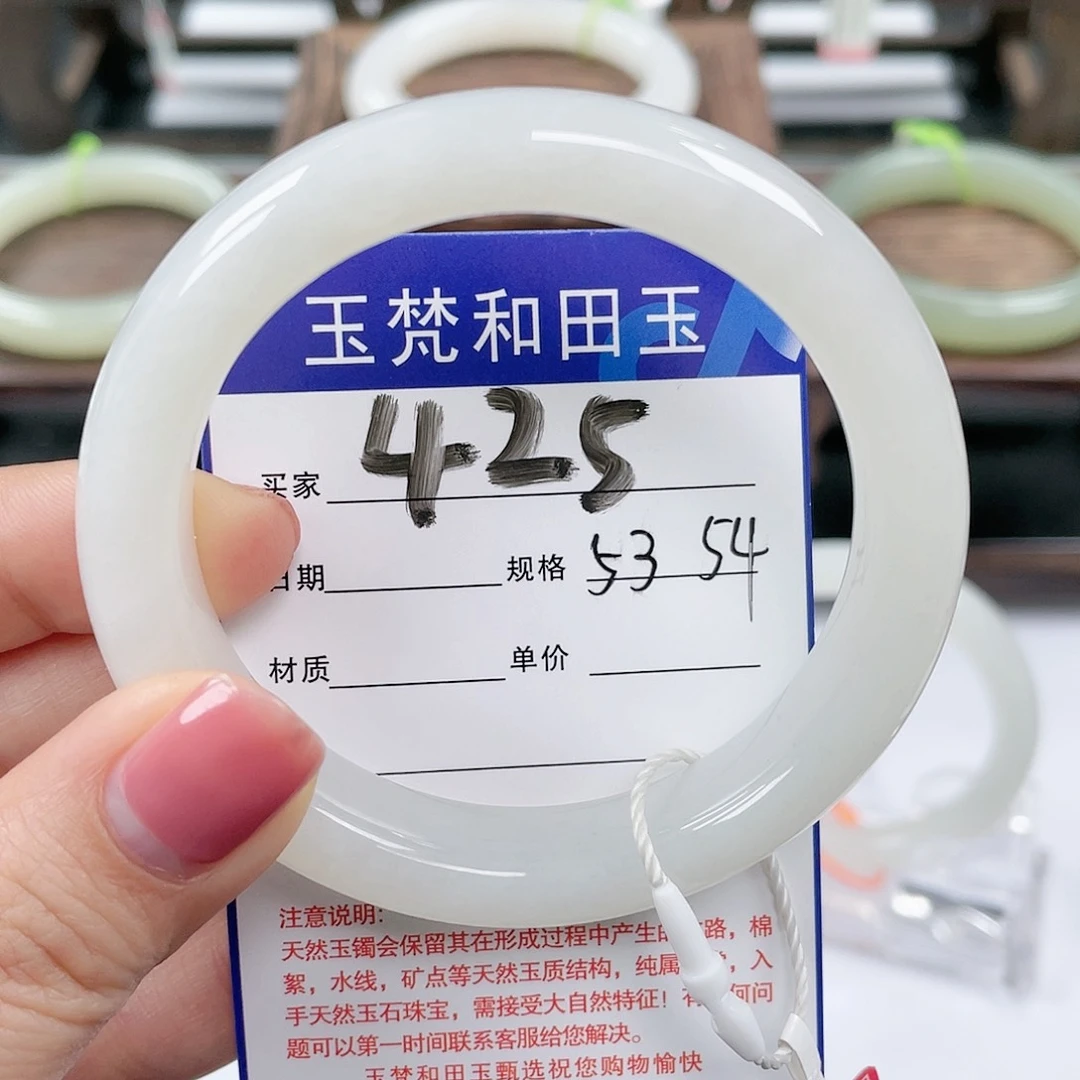 玉梵和田玉
买家 425
日期 规格 53 54
材质 单价
注意说明:
天然玉镯会保留其在形成过程中产生的 路，棉
絮，水线，矿点等天然玉质结构，纯属 ，入
手天然玉石珠宝，需接受大自然特征！有 何问
题可以第一时间联系客服给您解决。
玉梵和田玉甄选祝您购物愉快